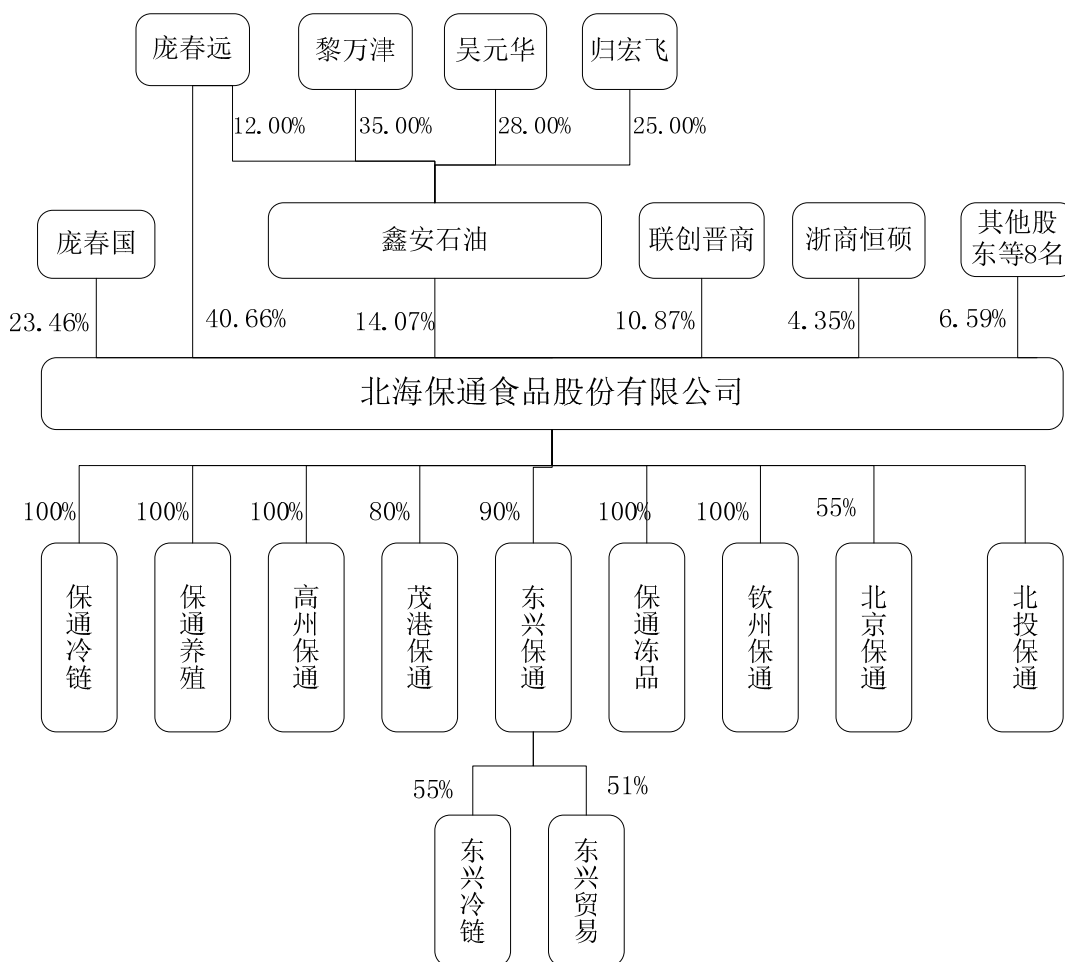 庞春远
黎万津
吴元华
归宏飞
12.00%
35.00%
28.00%
25.00%
庞春国
鑫安石油
联创晋商
浙商恒硕
其他股
东等8名
23.46%
40.66%
14.07%
10.87%
4.35%
6.59%
北海保通食品股份有限公司
100%
100%
100%
80%
90%
100%
100%
55%
保通冷链
保通养殖
高州保通
茂港保通
东兴保通
保通冻品
钦州保通
北京保通
北投保通
55%
51%
东兴冷链
东兴贸易